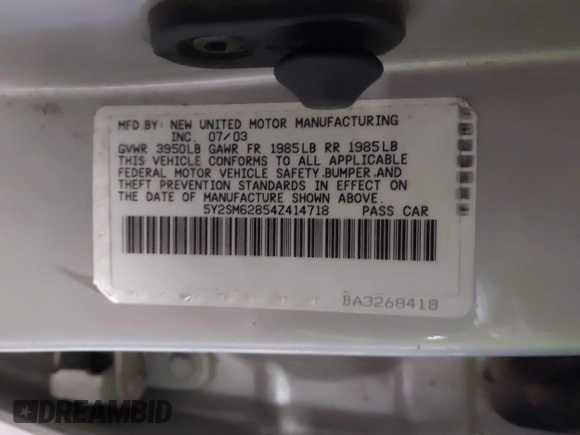 MFD.BY: NEW UNITED MOTOR MANUFACTURING
INC. 07/03
GVWR 3950LB GAWR FR 1985LB RR 1985LB
THIS VEHICLE CONFORMS TO ALL APPLICABLE
FEDERAL MOTOR VEHICLE SAFETY,BUMPER,AND
THEFT PREVENTION STANDARDS IN EFFECT ON
THE DATE OF MANUFACTURE SHOWN ABOVE.
5Y2SM62854Z414718 PASS CAR
BA3268418
DREAMBID